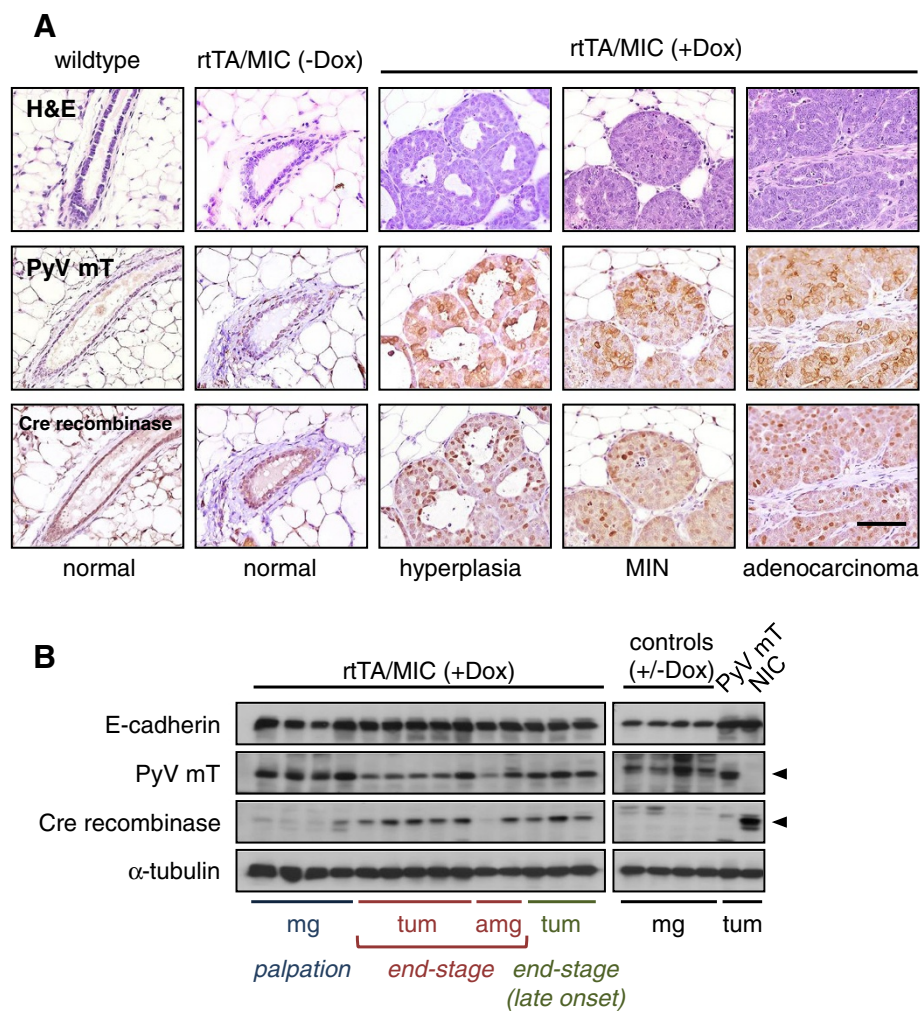 A
wildtype
rtTA/MIC (-Dox)
rtTA/MIC (+Dox)
H&E
PyV mT
Cre recombinase
normal
normal
hyperplasia
MIN
adenocarcinoma
B
rtTA/MIC (+Dox)
controls
(+/-Dox)
PyV mT
NIC
E-cadherin
PyV mT
Cre recombinase
α-tubulin
mg
tum
amg
tum
mg
tum
palpation
end-stage
end-stage
(late onset)